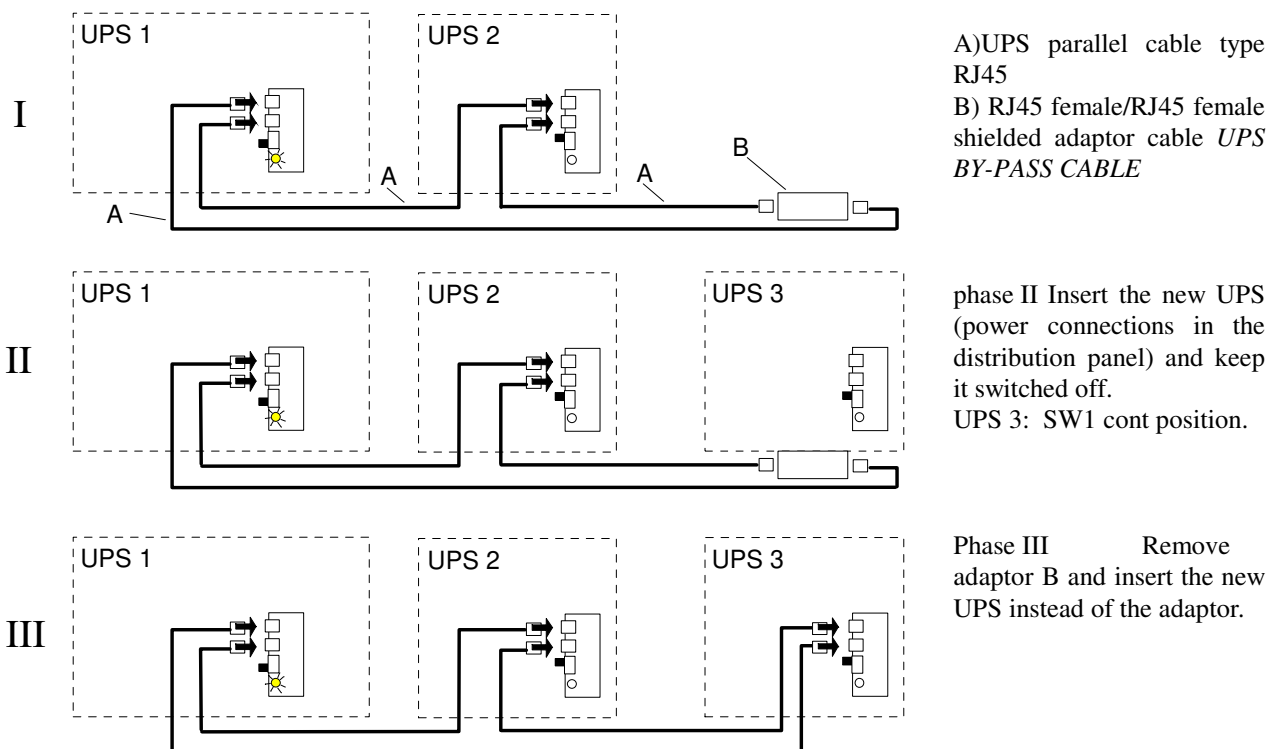 I
UPS 1
UPS 2
A
A
A
B
A)UPS parallel cable type
RJ45
B) RJ45 female/RJ45 female
shielded adaptor cable UPS
BY-PASS CABLE
II
UPS 1
UPS 2
UPS 3
phase II Insert the new UPS
(power connections in the
distribution panel) and keep
it switched off.
UPS 3: SW1 cont position.
III
UPS 1
UPS 2
UPS 3
Phase III Remove
adaptor B and insert the new
UPS instead of the adaptor.